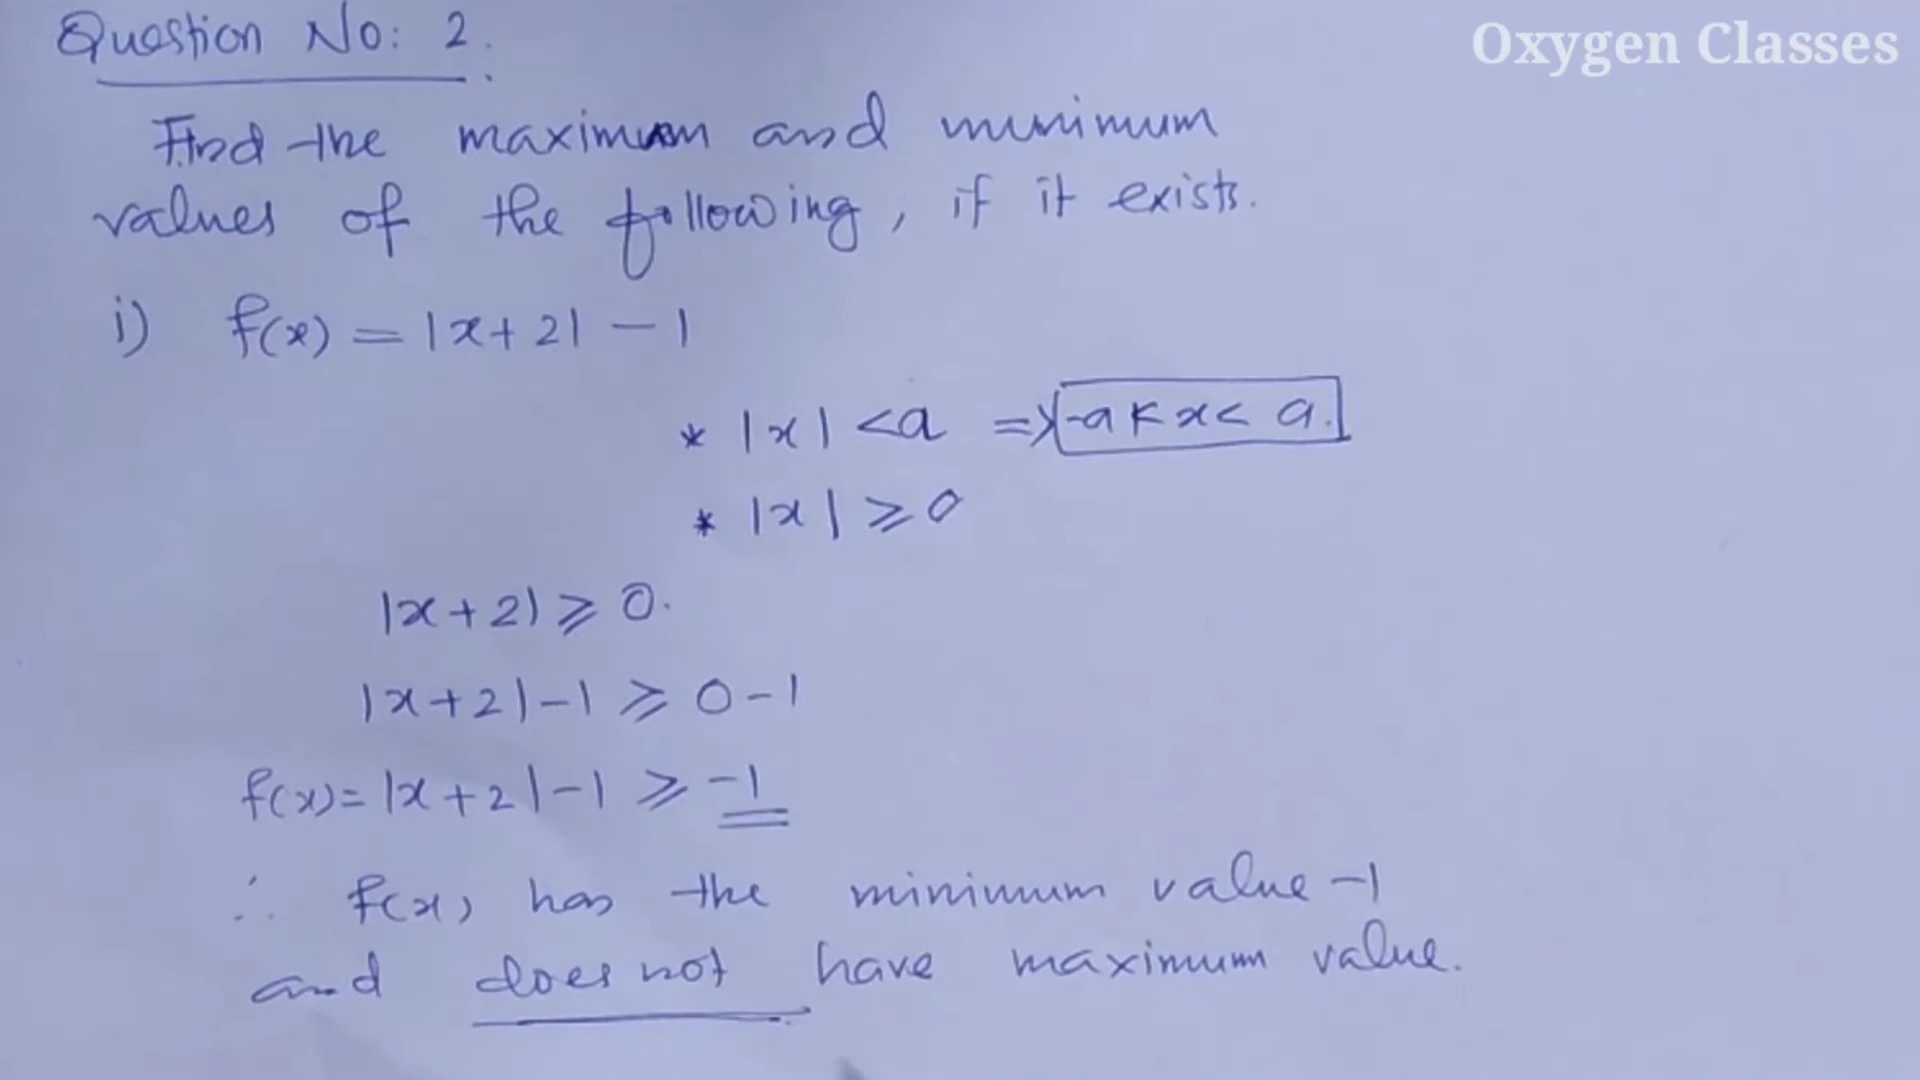 Question No: 2.
Oxygen Classes
Find the maximum and minimum
values of the following, if it exists.
i) f(x) = |x+2| - 1
* |x| < a => -a < x < a.
* |x| ≥ 0
|x+2| ≥ 0.
|x+2|-1 ≥ 0-1
f(x)= |x+2|-1 ≥ -1
∴ f(x) has the minimum value -1
and does not have maximum value.